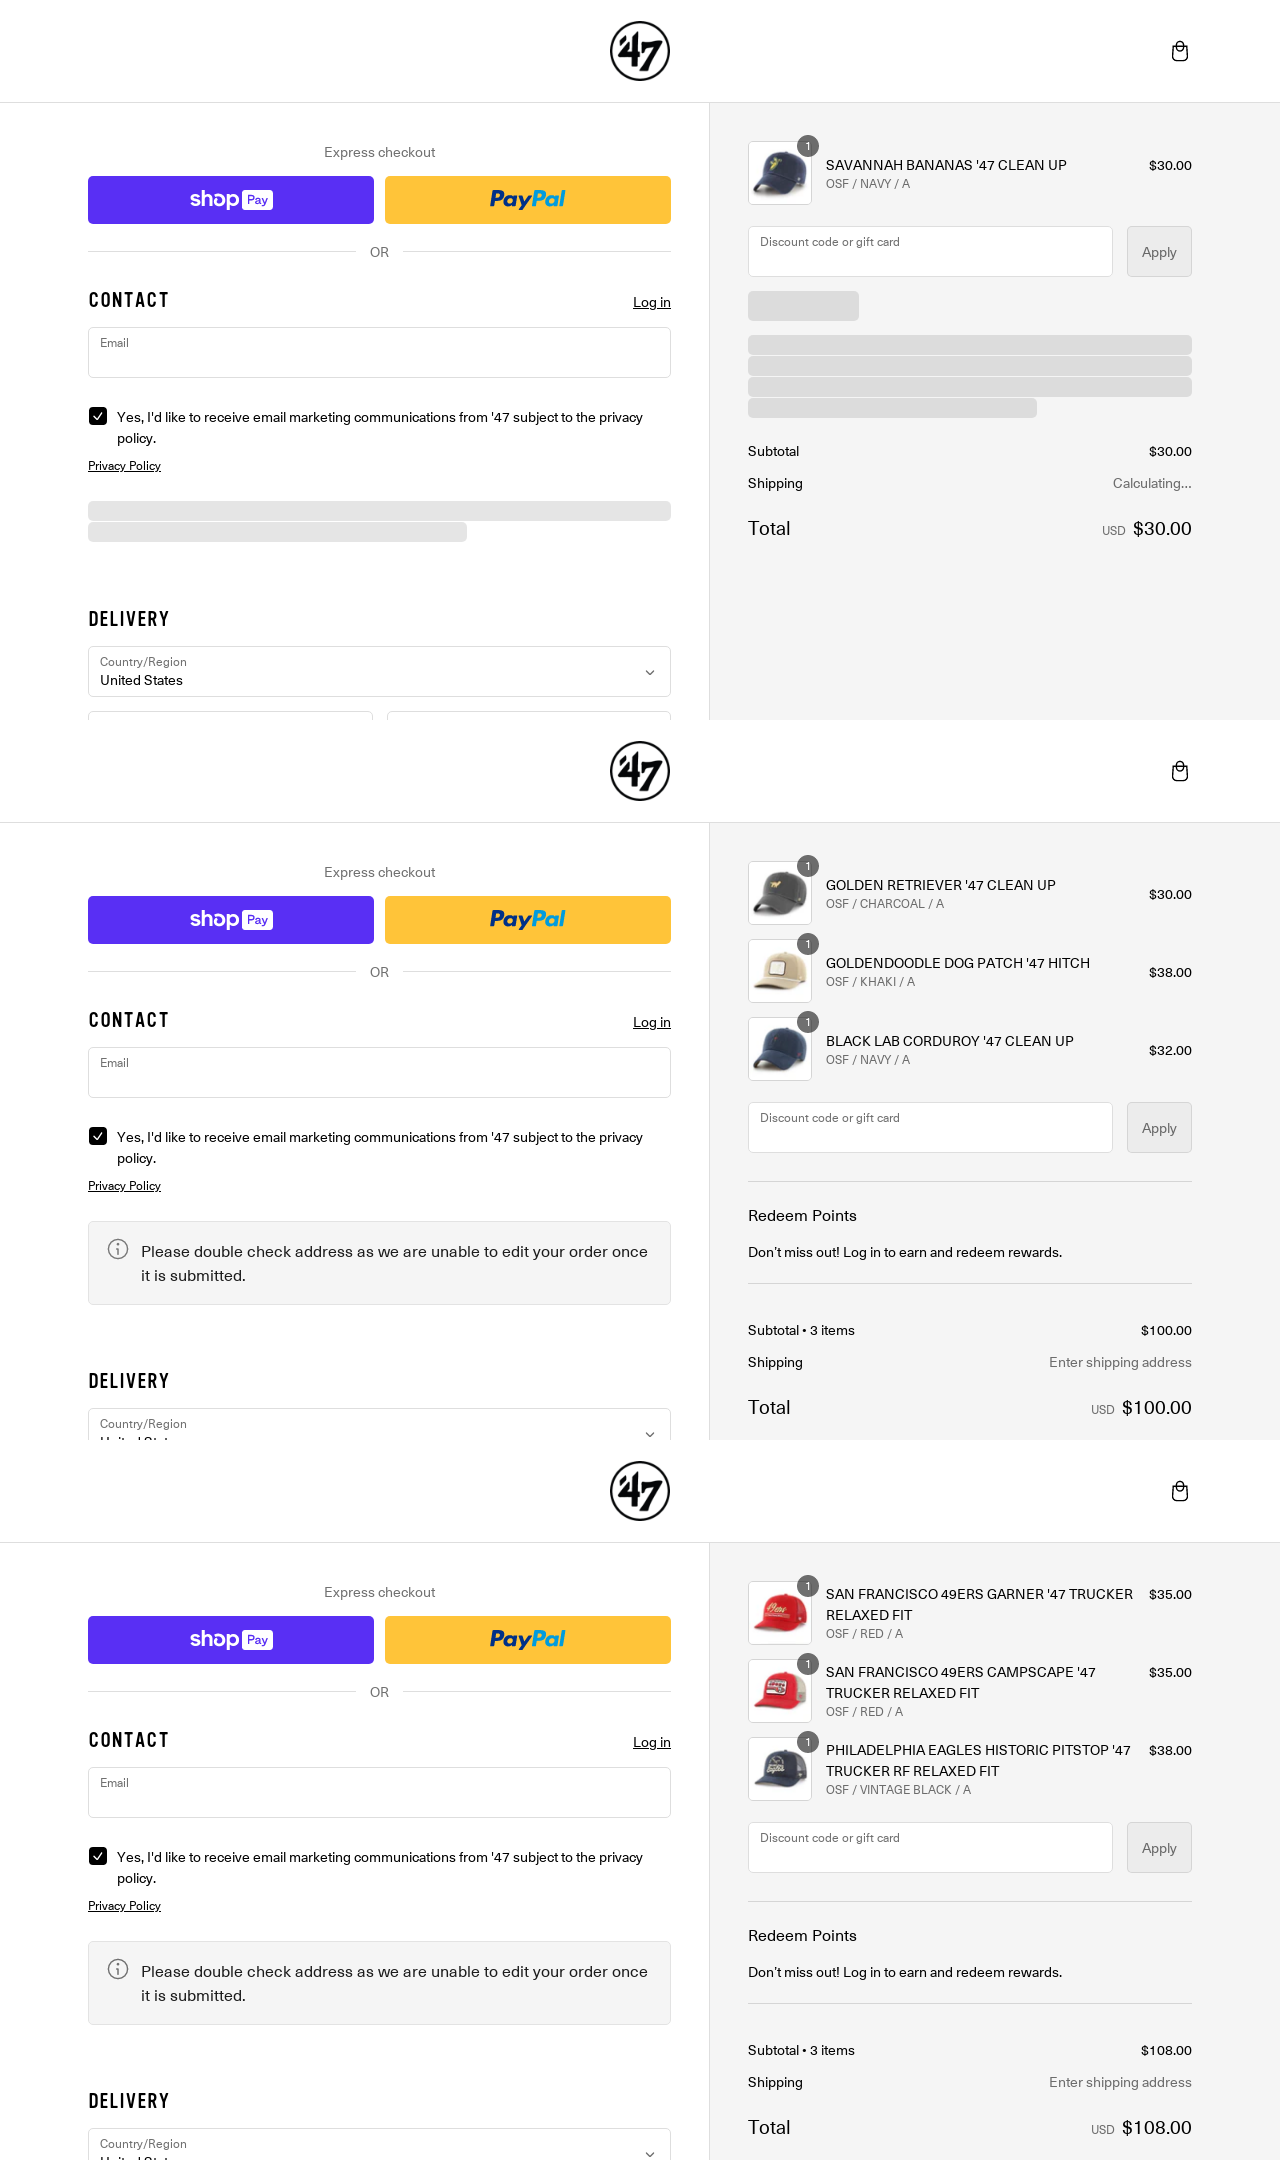 '47
Express checkout
shop Pay
PayPal
OR
CONTACT
Log in
Email
Yes, I'd like to receive email marketing communications from '47 subject to the privacy
policy.
Privacy Policy
DELIVERY
Country/Region
United States
1
SAVANNAH BANANAS '47 CLEAN UP
OSF / NAVY / A
$30.00
Discount code or gift card
Apply
Subtotal
$30.00
Shipping
Calculating...
Total
USD $30.00
'47
Express checkout
shop Pay
PayPal
OR
CONTACT
Log in
Email
Yes, I'd like to receive email marketing communications from '47 subject to the privacy
policy.
Privacy Policy
Please double check address as we are unable to edit your order once
it is submitted.
DELIVERY
Country/Region
United States
1
GOLDEN RETRIEVER '47 CLEAN UP
OSF / CHARCOAL / A
$30.00
1
GOLDENDOODLE DOG PATCH '47 HITCH
OSF / KHAKI / A
$38.00
1
BLACK LAB CORDUROY '47 CLEAN UP
OSF / NAVY / A
$32.00
Discount code or gift card
Apply
Redeem Points
Don't miss out! Log in to earn and redeem rewards.
Subtotal • 3 items
$100.00
Shipping
Enter shipping address
Total
USD $100.00
'47
Express checkout
shop Pay
PayPal
OR
CONTACT
Log in
Email
Yes, I'd like to receive email marketing communications from '47 subject to the privacy
policy.
Privacy Policy
Please double check address as we are unable to edit your order once
it is submitted.
DELIVERY
Country/Region
United States
1
SAN FRANCISCO 49ERS GARNER '47 TRUCKER
RELAXED FIT
OSF / RED / A
$35.00
1
SAN FRANCISCO 49ERS CAMPSCAPE '47
TRUCKER RELAXED FIT
OSF / RED / A
$35.00
1
PHILADELPHIA EAGLES HISTORIC PITSTOP '47
TRUCKER RF RELAXED FIT
OSF / VINTAGE BLACK / A
$38.00
Discount code or gift card
Apply
Redeem Points
Don't miss out! Log in to earn and redeem rewards.
Subtotal • 3 items
$108.00
Shipping
Enter shipping address
Total
USD $108.00